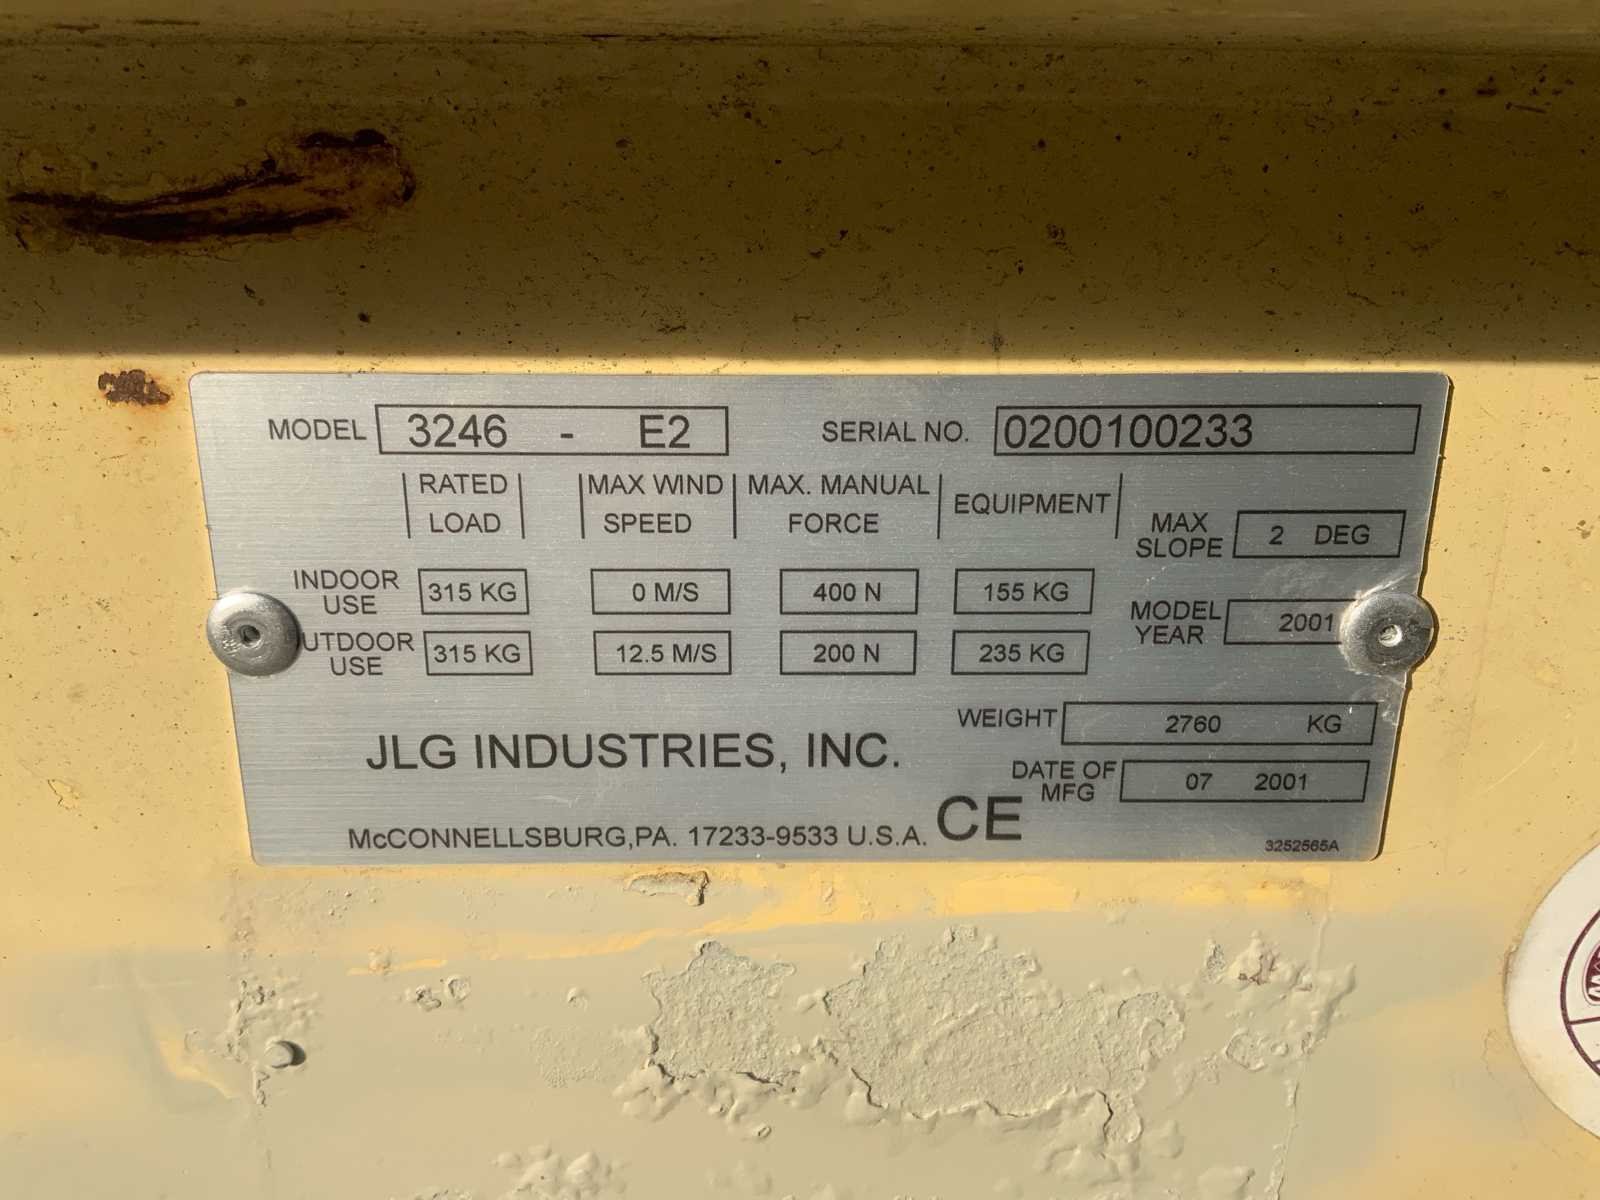 MODEL 3246 - E2 SERIAL NO. 0200100233
RATED LOAD MAX WIND SPEED MAX. MANUAL FORCE EQUIPMENT
MAX SLOPE 2 DEG
INDOOR USE 315 KG 0 M/S 400 N 155 KG
MODEL YEAR 2001
UTDOOR USE 315 KG 12.5 M/S 200 N 235 KG
WEIGHT 2760 KG
JLG INDUSTRIES, INC.
DATE OF MFG 07 2001
McCONNELLSBURG,PA. 17233-9533 U.S.A. CE
3252565A